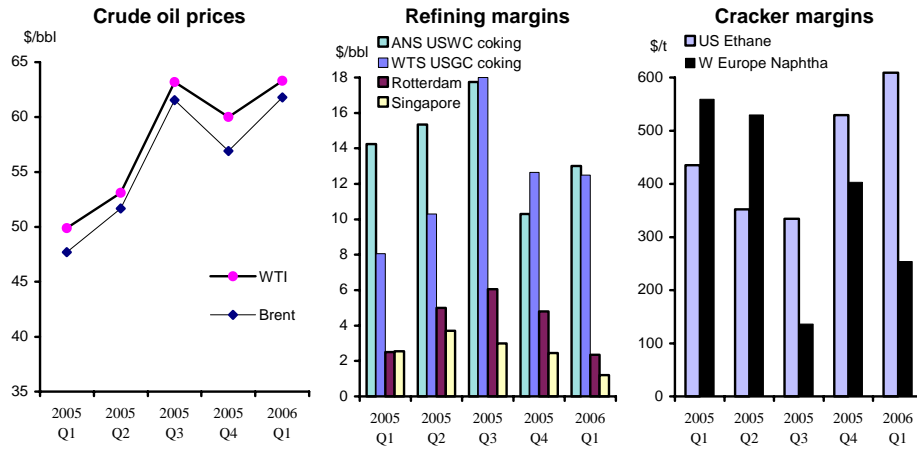 Crude oil prices
$/bbl
65
60
55
50
45
40
35
WTI
Brent
2005 2005 2005 2005 2006
Q1 Q2 Q3 Q4 Q1
Refining margins
$/bbl
ANS USWC coking
WTS USGC coking
Rotterdam
Singapore
18
16
14
12
10
8
6
4
2
0
2005 2005 2005 2005 2006
Q1 Q2 Q3 Q4 Q1
Cracker margins
$/t
US Ethane
W Europe Naphtha
600
500
400
300
200
100
0
2005 2005 2005 2005 2006
Q1 Q2 Q3 Q4 Q1